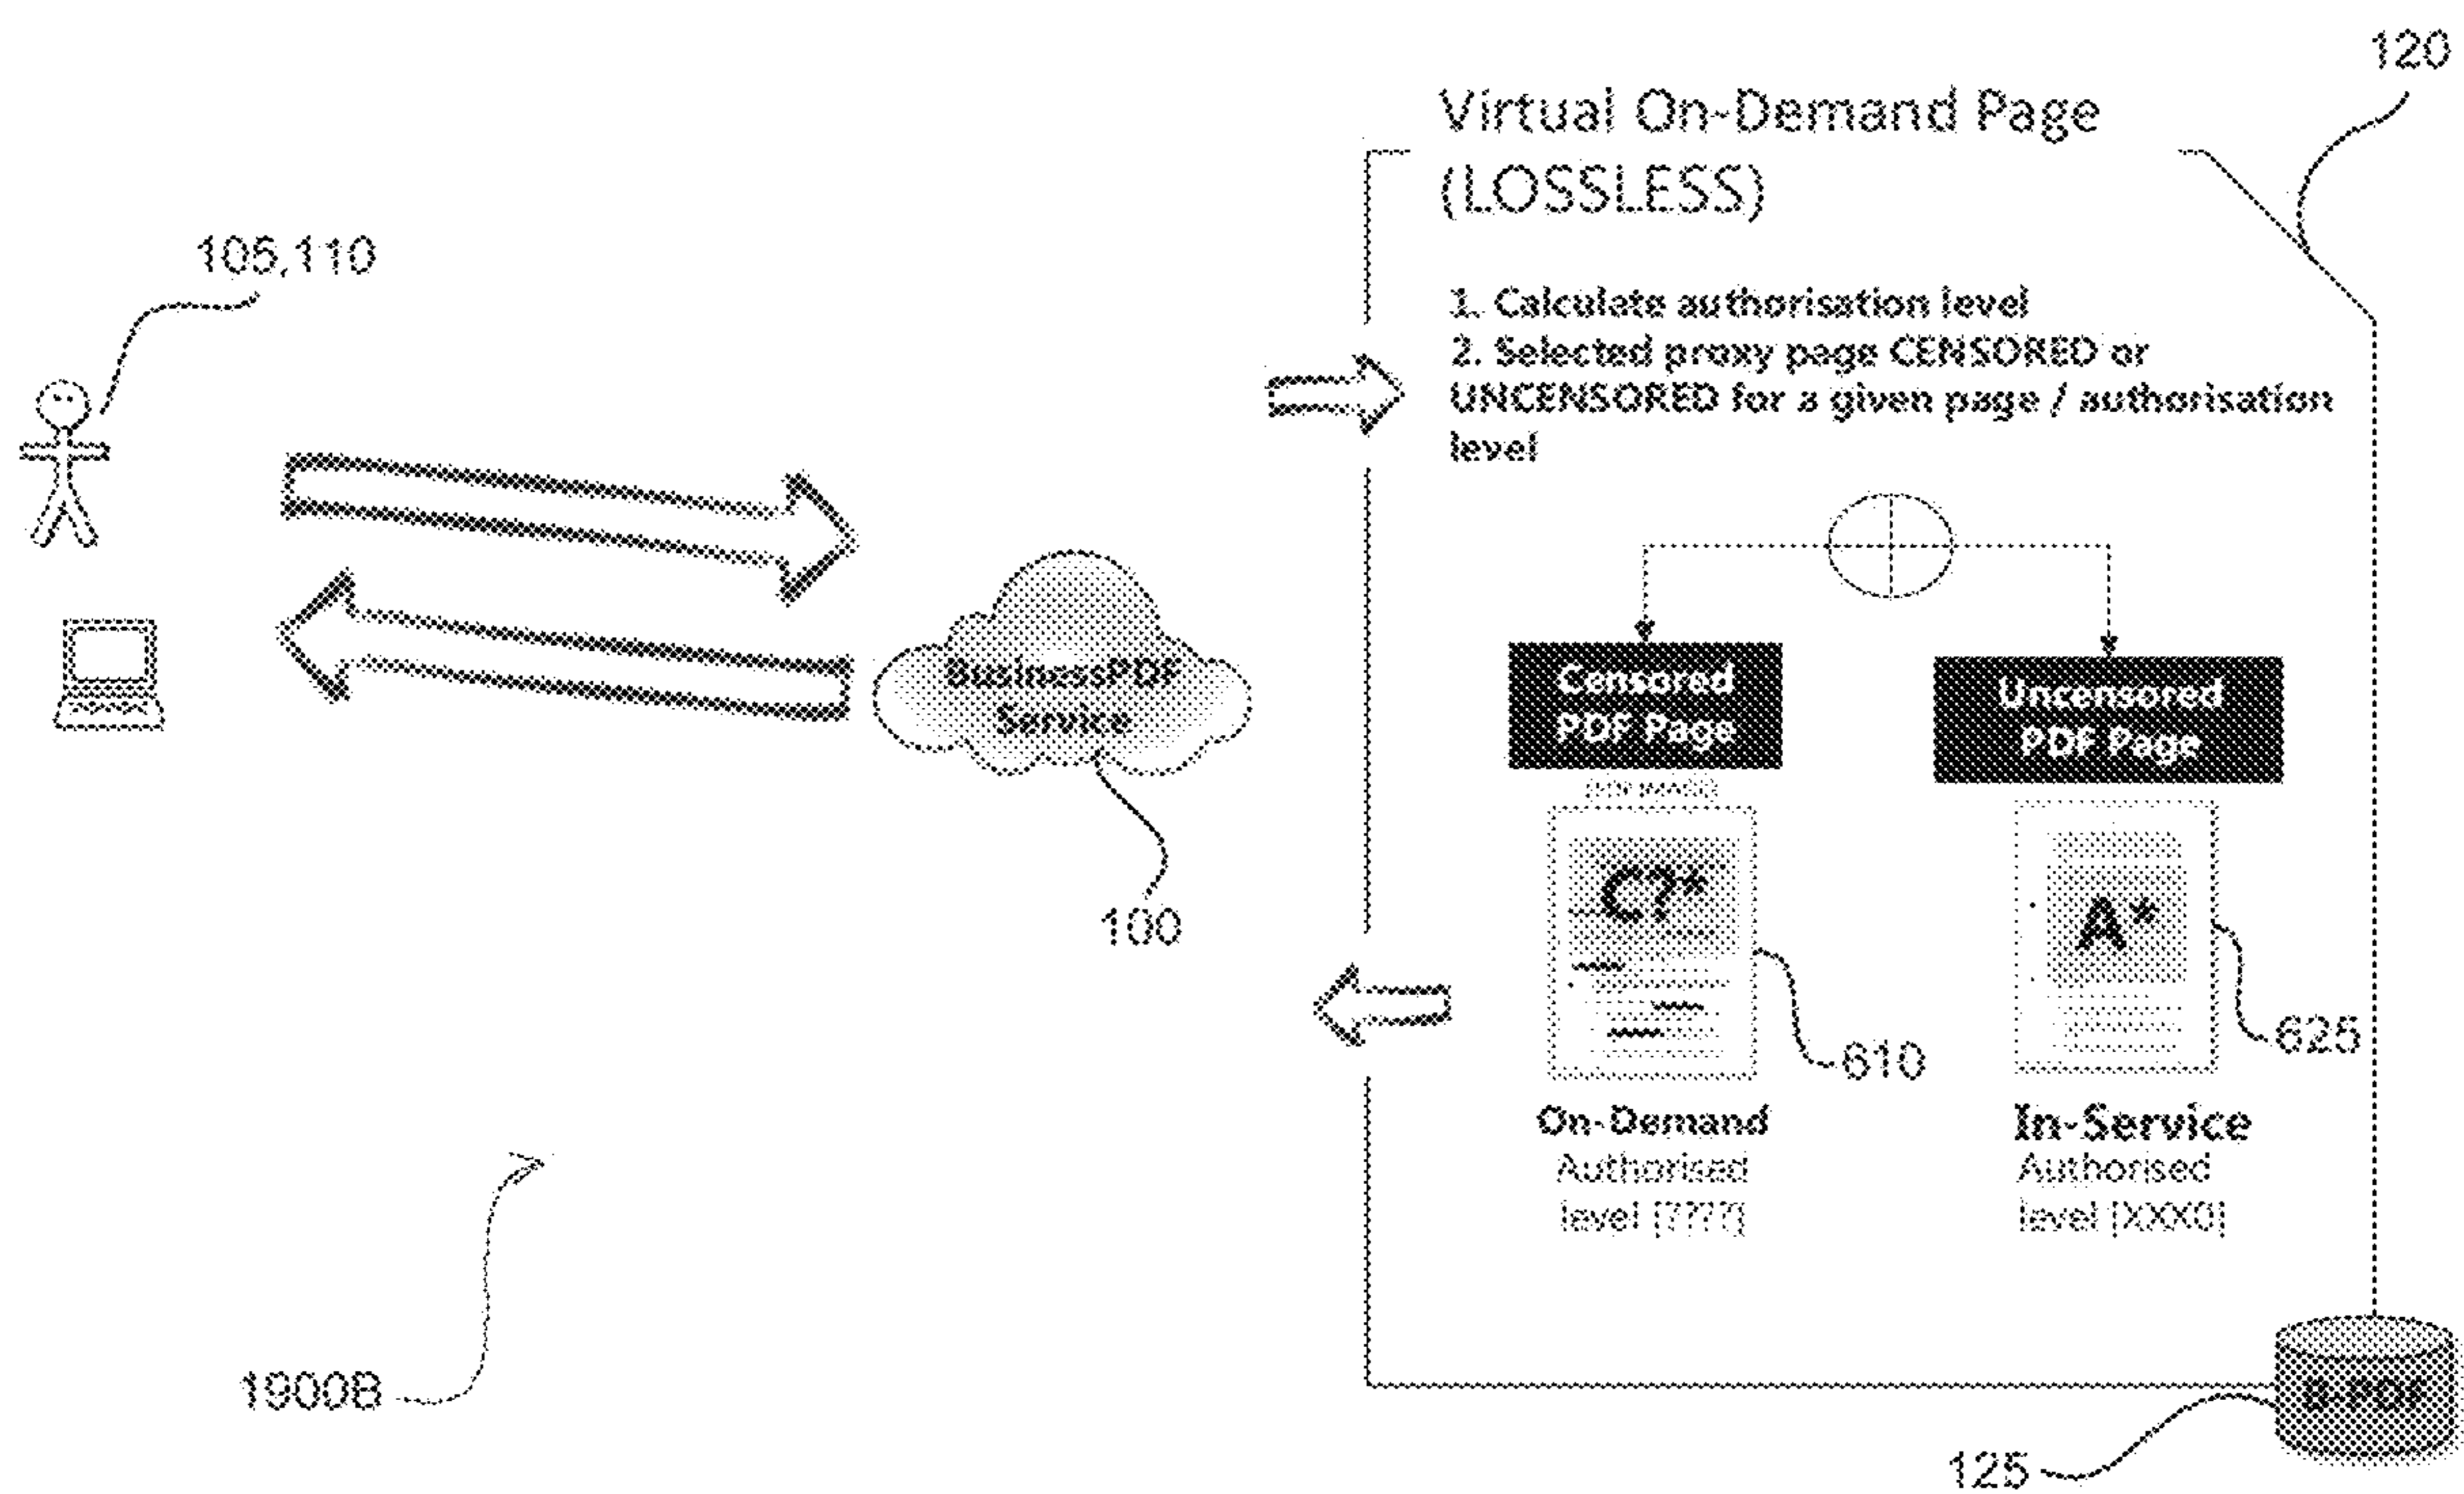 120
Virtual On-Demand Page
(LOSSLESS)
105,110
1. Calculate authorisation level
2. Selected proxy page CENSORED or
UNCENSORED for a given page / authorisation
level
BusinessPDF
Service
Censored
PDF Page
Uncensored
PDF Page
C?*
A*
100
610
625
On-Demand
Authorised
level [????]
In-Service
Authorised
level [XXX0]
1900B
B-PDF
125